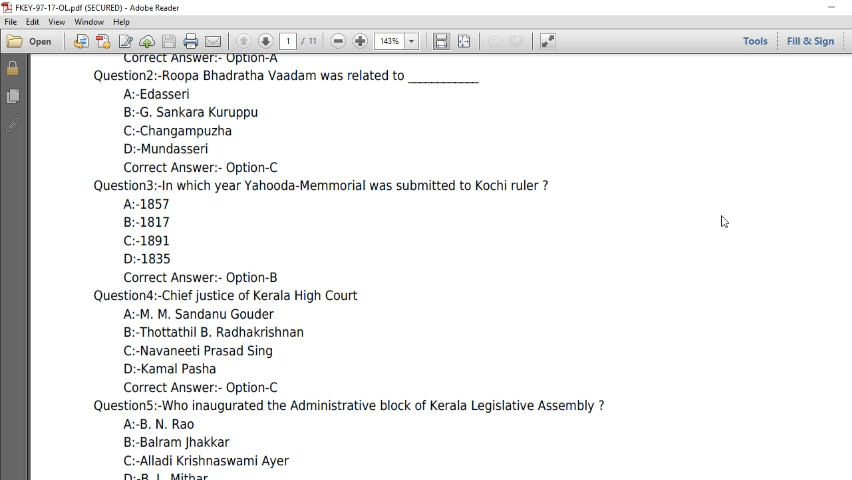 FKEY-97-17-OL.pdf (SECURED) - Adobe Reader
File Edit View Window Help
Open 1 / 11 143% Tools Fill & Sign
Correct Answer:- Option-A
Question2:-Roopa Bhadratha Vaadam was related to ____________
A:-Edasseri
B:-G. Sankara Kuruppu
C:-Changampuzha
D:-Mundasseri
Correct Answer:- Option-C
Question3:-In which year Yahooda-Memmorial was submitted to Kochi ruler ?
A:-1857
B:-1817
C:-1891
D:-1835
Correct Answer:- Option-B
Question4:-Chief justice of Kerala High Court
A:-M. M. Sandanu Gouder
B:-Thottathil B. Radhakrishnan
C:-Navaneeti Prasad Sing
D:-Kamal Pasha
Correct Answer:- Option-C
Question5:-Who inaugurated the Administrative block of Kerala Legislative Assembly ?
A:-B. N. Rao
B:-Balram Jhakkar
C:-Alladi Krishnaswami Ayer
D:-B. L. Mithar